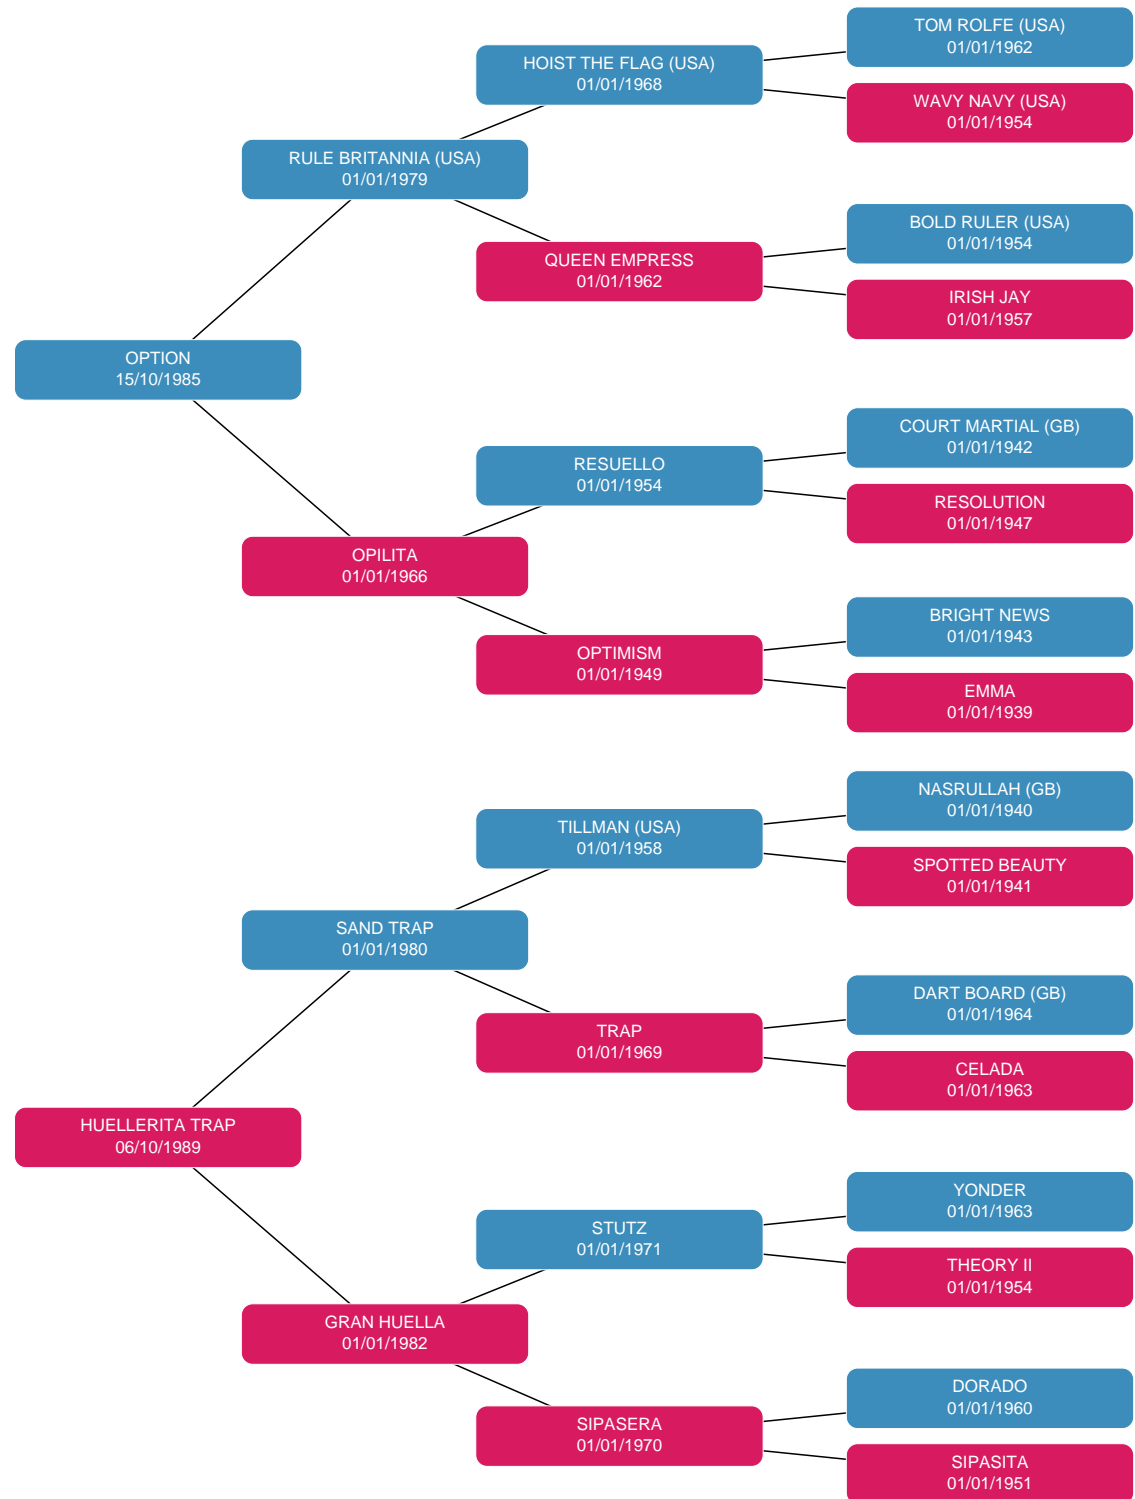 TOM ROLFE (USA)
01/01/1962
HOIST THE FLAG (USA)
01/01/1968
WAVY NAVY (USA)
01/01/1954
RULE BRITANNIA (USA)
01/01/1979
BOLD RULER (USA)
01/01/1954
QUEEN EMPRESS
01/01/1962
IRISH JAY
01/01/1957
OPTION
15/10/1985
COURT MARTIAL (GB)
01/01/1942
RESUELLO
01/01/1954
RESOLUTION
01/01/1947
OPILITA
01/01/1966
BRIGHT NEWS
01/01/1943
OPTIMISM
01/01/1949
EMMA
01/01/1939
NASRULLAH (GB)
01/01/1940
TILLMAN (USA)
01/01/1958
SPOTTED BEAUTY
01/01/1941
SAND TRAP
01/01/1980
DART BOARD (GB)
01/01/1964
TRAP
01/01/1969
CELADA
01/01/1963
HUELLERITA TRAP
06/10/1989
YONDER
01/01/1963
STUTZ
01/01/1971
THEORY II
01/01/1954
GRAN HUELLA
01/01/1982
DORADO
01/01/1960
SIPASERA
01/01/1970
SIPASITA
01/01/1951